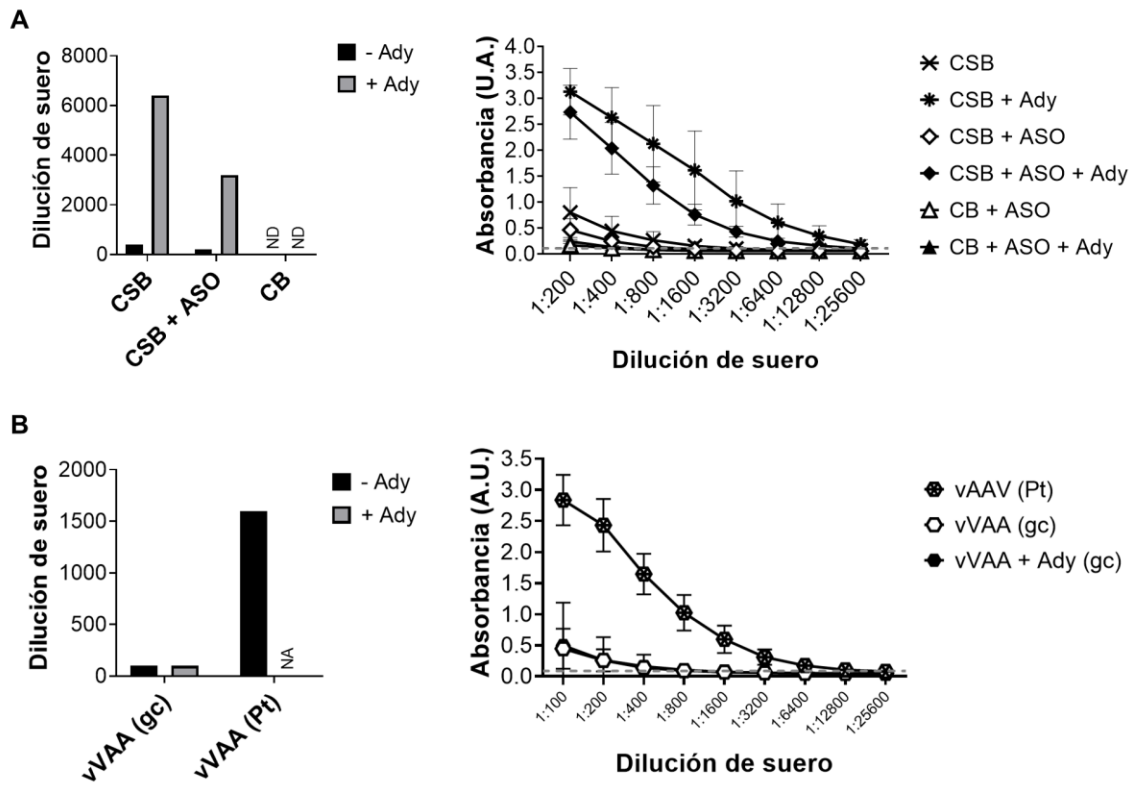 A
Dilución de suero
8000
6000
4000
2000
0
ND
ND
CSB
CSB + ASO
CB
- Ady
+ Ady
Absorbancia (U.A.)
4.0
3.5
3.0
2.5
2.0
1.5
1.0
0.5
0.0
1:200
1:400
1:800
1:1600
1:3200
1:6400
1:12800
1:25600
Dilución de suero
CSB
CSB + Ady
CSB + ASO
CSB + ASO + Ady
CB + ASO
CB + ASO + Ady
B
Dilución de suero
2000
1500
1000
500
0
NA
vVAA (gc)
vVAA (Pt)
- Ady
+ Ady
Absorbancia (A.U.)
3.5
3.0
2.5
2.0
1.5
1.0
0.5
0.0
1:100
1:200
1:400
1:800
1:1600
1:3200
1:6400
1:12800
1:25600
Dilución de suero
vAAV (Pt)
vVAA (gc)
vVAA + Ady (gc)